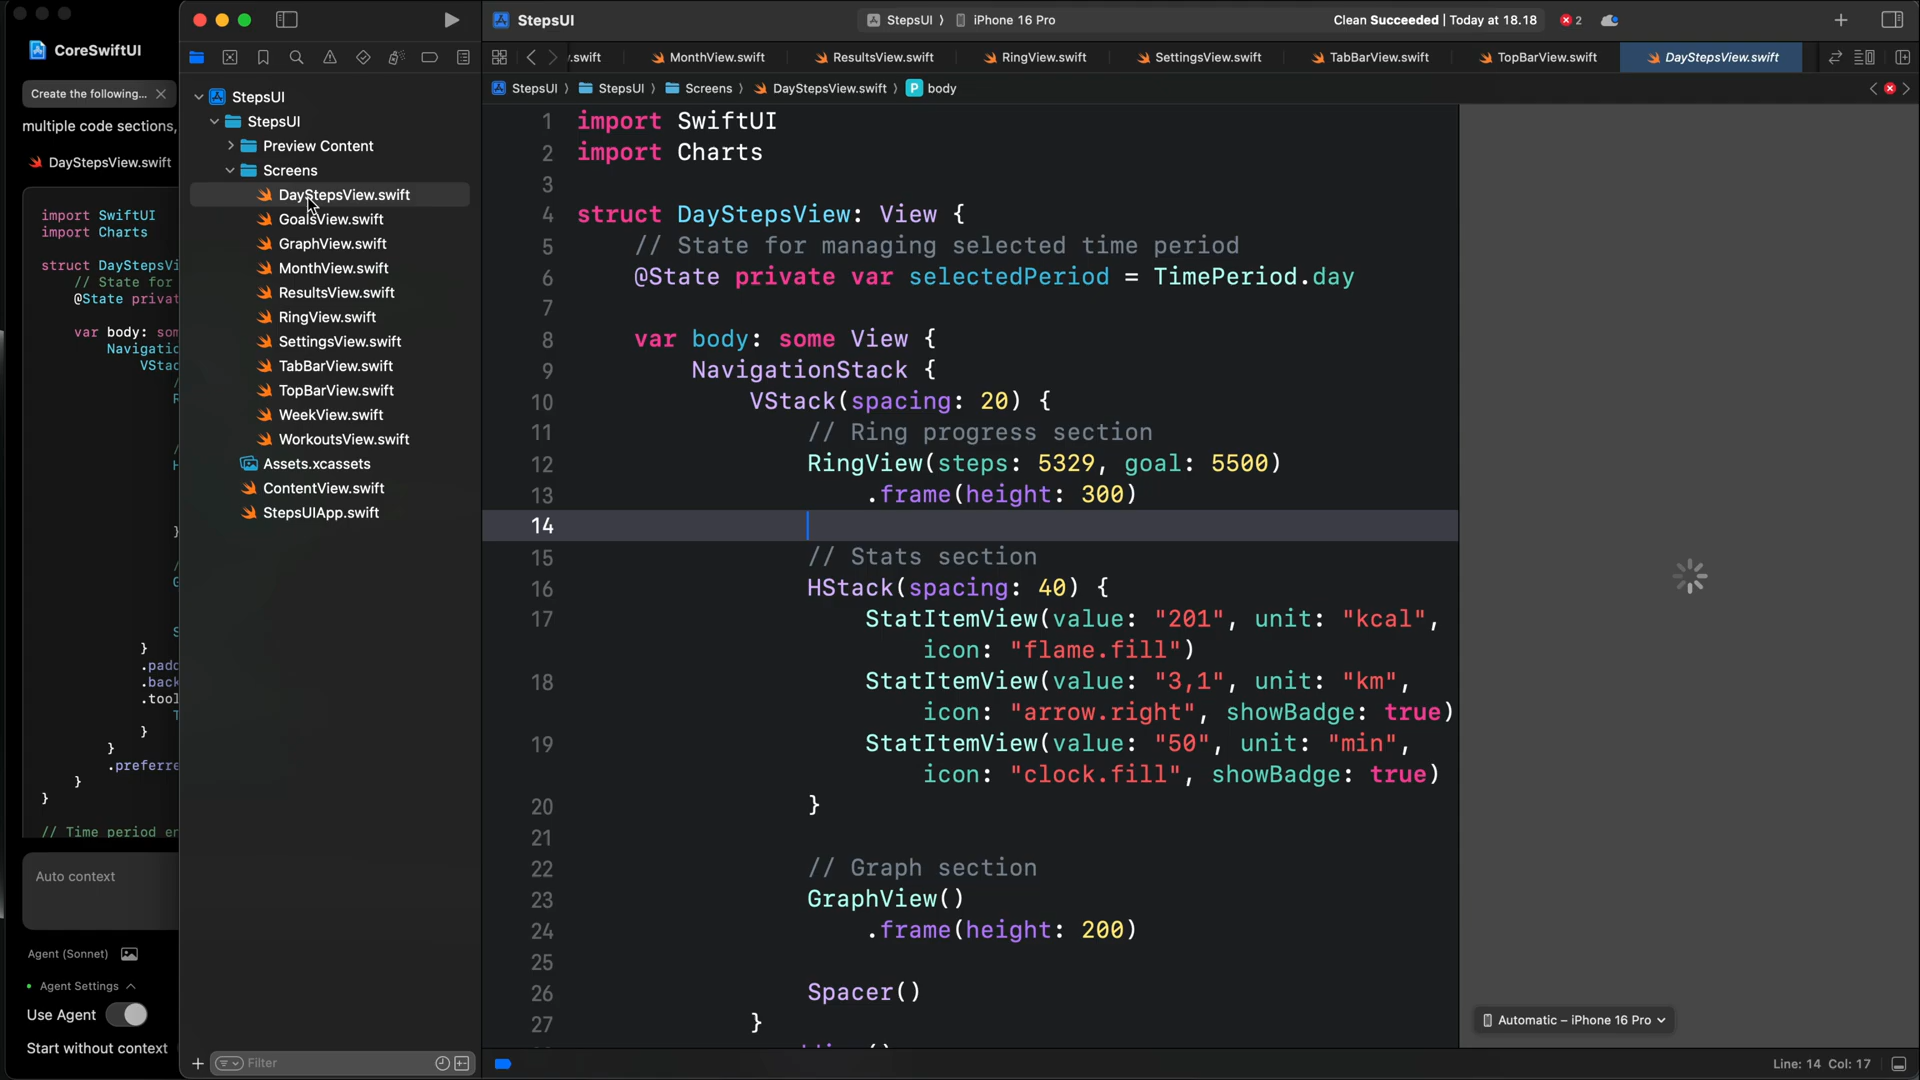 CoreSwiftUI
Create the following...
multiple code sections,
DayStepsView.swift
import SwiftUI
import Charts
struct DayStepsVi
// State for
@State privat
var body: som
Navigatio
VStac
/
R
/
H
}
/
G
S
}
.padd
.back
.tool
T
}
}
.preferre
}
}
// Time period en
Auto context
Agent (Sonnet)
Agent Settings
Use Agent
Start without context
StepsUI
StepsUI
Preview Content
Screens
DayStepsView.swift
GoalsView.swift
GraphView.swift
MonthView.swift
ResultsView.swift
RingView.swift
SettingsView.swift
TabBarView.swift
TopBarView.swift
WeekView.swift
WorkoutsView.swift
Assets.xcassets
ContentView.swift
StepsUIApp.swift
Filter
StepsUI
StepsUI ⟩ iPhone 16 Pro
Clean Succeeded | Today at 18.18
2
.swift
MonthView.swift
ResultsView.swift
RingView.swift
SettingsView.swift
TabBarView.swift
TopBarView.swift
DayStepsView.swift
StepsUI ⟩ StepsUI ⟩ Screens ⟩ DayStepsView.swift ⟩ P body
1 import SwiftUI
2 import Charts
3
4 struct DayStepsView: View {
5 // State for managing selected time period
6 @State private var selectedPeriod = TimePeriod.day
7
8 var body: some View {
9 NavigationStack {
10 VStack(spacing: 20) {
11 // Ring progress section
12 RingView(steps: 5329, goal: 5500)
13 .frame(height: 300)
14
15 // Stats section
16 HStack(spacing: 40) {
17 StatItemView(value: "201", unit: "kcal",
icon: "flame.fill")
18 StatItemView(value: "3,1", unit: "km",
icon: "arrow.right", showBadge: true)
19 StatItemView(value: "50", unit: "min",
icon: "clock.fill", showBadge: true)
20 }
21
22 // Graph section
23 GraphView()
24 .frame(height: 200)
25
26 Spacer()
27 }
Automatic – iPhone 16 Pro
Line: 14 Col: 17